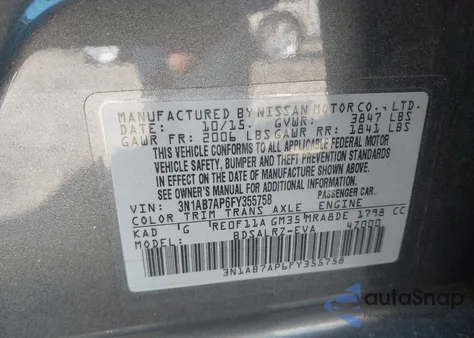 MANUFACTURED BY NISSAN MOTOR CO., LTD.
DATE: 10/15. GVWR: 3847 LBS
GAWR FR: 2006 LBS GAWR RR: 1841 LBS
THIS VEHICLE CONFORMS TO ALL APPLICABLE FEDERAL MOTOR
VEHICLE SAFETY, BUMPER AND THEFT PREVENTION STANDARDS
IN EFFECT ON THE DATE OF MANUFACTURE SHOWN ABOVE.
SEE OWNER'S MANUAL FOR ADDITIONAL INFORMATION.
VIN: 3N1AB7AP6FY355758 PASSENGER CAR.
COLOR TRIM TRANS AXLE ENGINE
KAD 'G 'RE0F11A GM35'MRA8DE 1798 CC
MODEL: BDSALRZ-EVA 4Z000
3N1AB7AP6FY355758
autoSnap